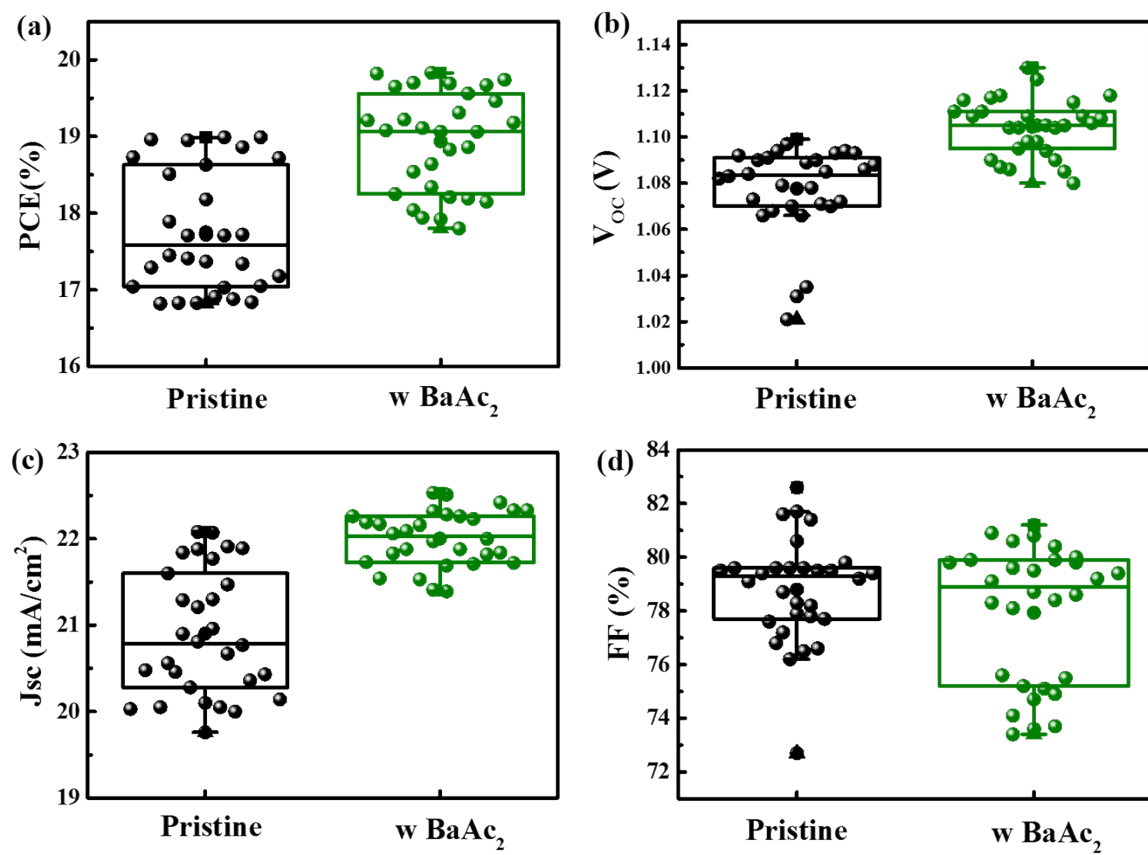 (a)
PCE(%)
20
19
18
17
16
Pristine
w BaAc₂
(b)
V_OC (V)
1.14
1.12
1.10
1.08
1.06
1.04
1.02
1.00
Pristine
w BaAc₂
(c)
Jsc (mA/cm²)
23
22
21
20
19
Pristine
w BaAc₂
(d)
FF (%)
84
82
80
78
76
74
72
Pristine
w BaAc₂